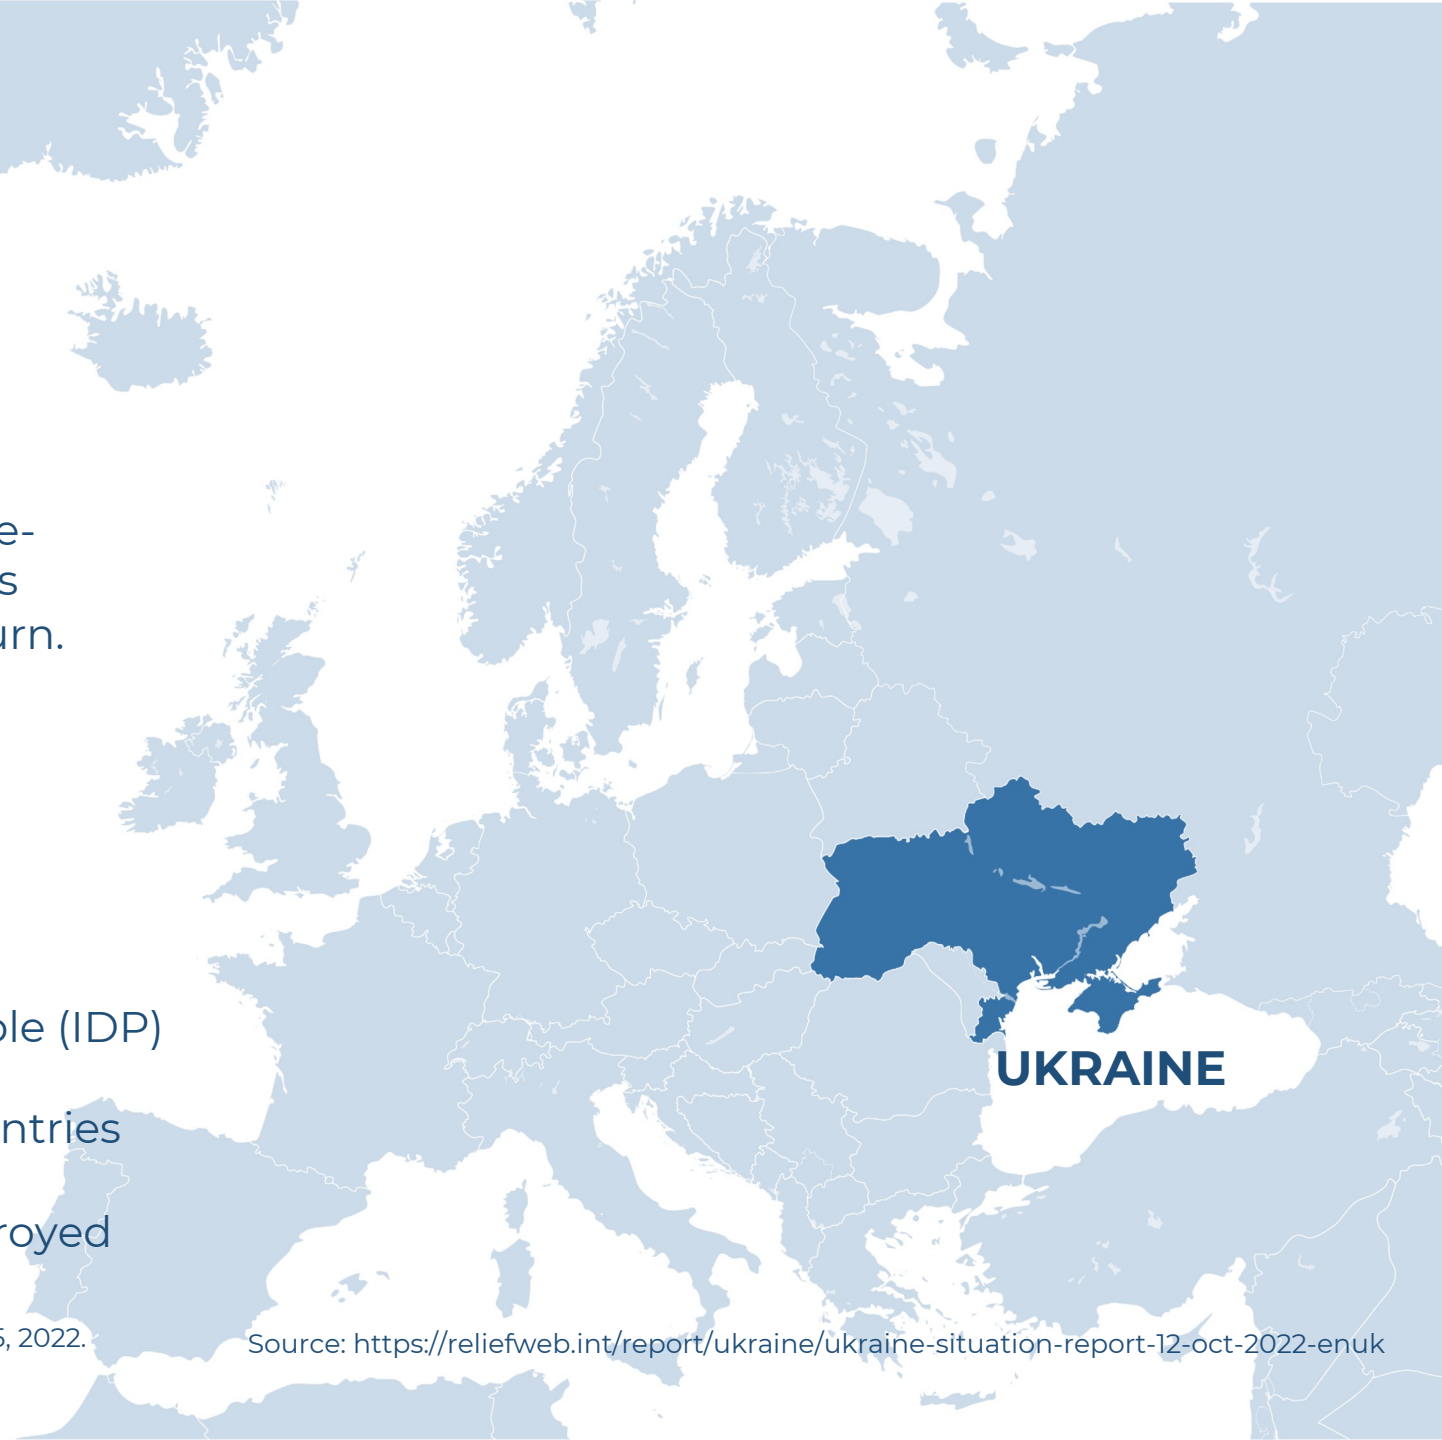 e-
s
urn.
ple (IDP)
ntries
royed
5, 2022.
Source: https://reliefweb.int/report/ukraine/ukraine-situation-report-12-oct-2022-enuk
UKRAINE